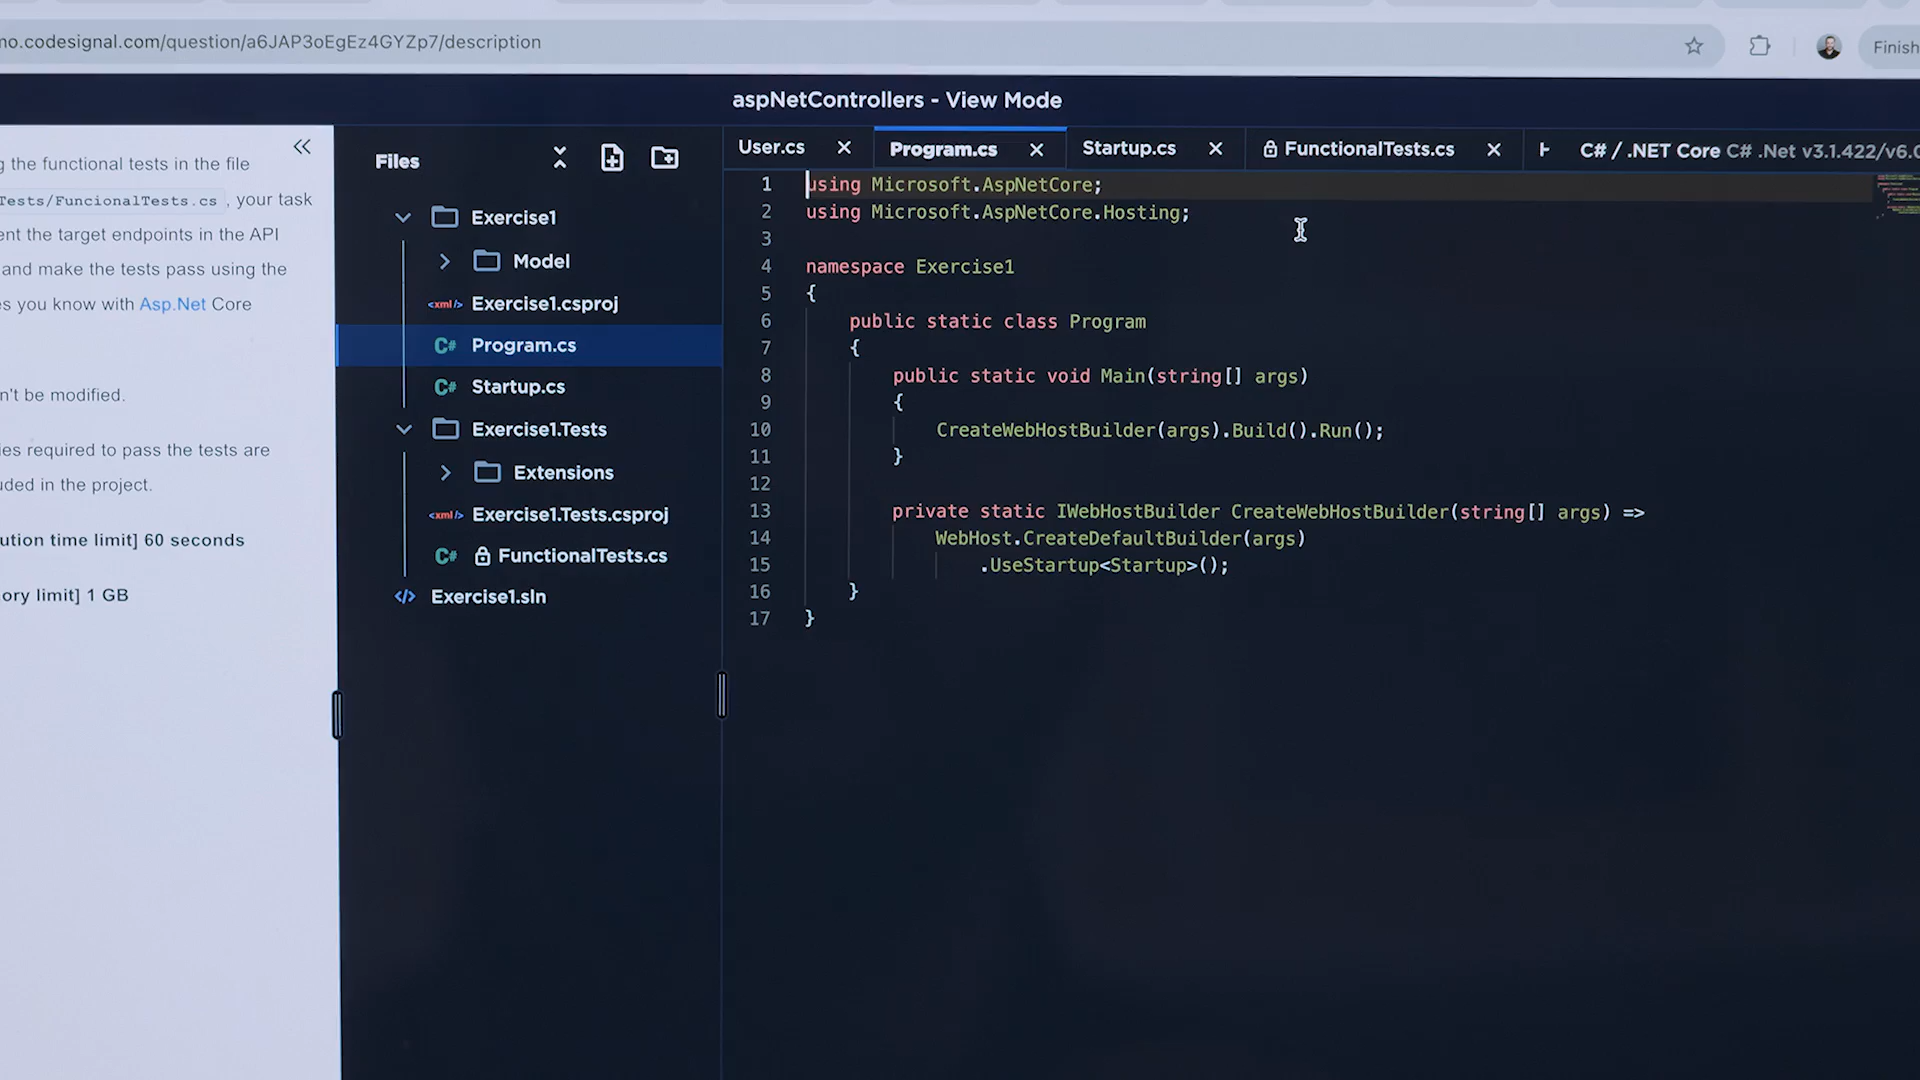 mo.codesignal.com/question/a6JAP3oEgEz4GYZp7/description
Finish
aspNetControllers - View Mode
g the functional tests in the file
Tests/FuncionalTests.cs , your task
ent the target endpoints in the API
and make the tests pass using the
es you know with Asp.Net Core
n't be modified.
ies required to pass the tests are
uded in the project.
ution time limit] 60 seconds
ory limit] 1 GB
Files
Exercise1
Model
<xml/> Exercise1.csproj
C# Program.cs
C# Startup.cs
Exercise1.Tests
Extensions
<xml/> Exercise1.Tests.csproj
C# FunctionalTests.cs
</> Exercise1.sln
User.cs
Program.cs
Startup.cs
FunctionalTests.cs
C# / .NET Core C# .Net v3.1.422/v6.0
1 using Microsoft.AspNetCore;
2 using Microsoft.AspNetCore.Hosting;
3
4 namespace Exercise1
5 {
6 public static class Program
7 {
8 public static void Main(string[] args)
9 {
10 CreateWebHostBuilder(args).Build().Run();
11 }
12
13 private static IWebHostBuilder CreateWebHostBuilder(string[] args) =>
14 WebHost.CreateDefaultBuilder(args)
15 .UseStartup<Startup>();
16 }
17 }